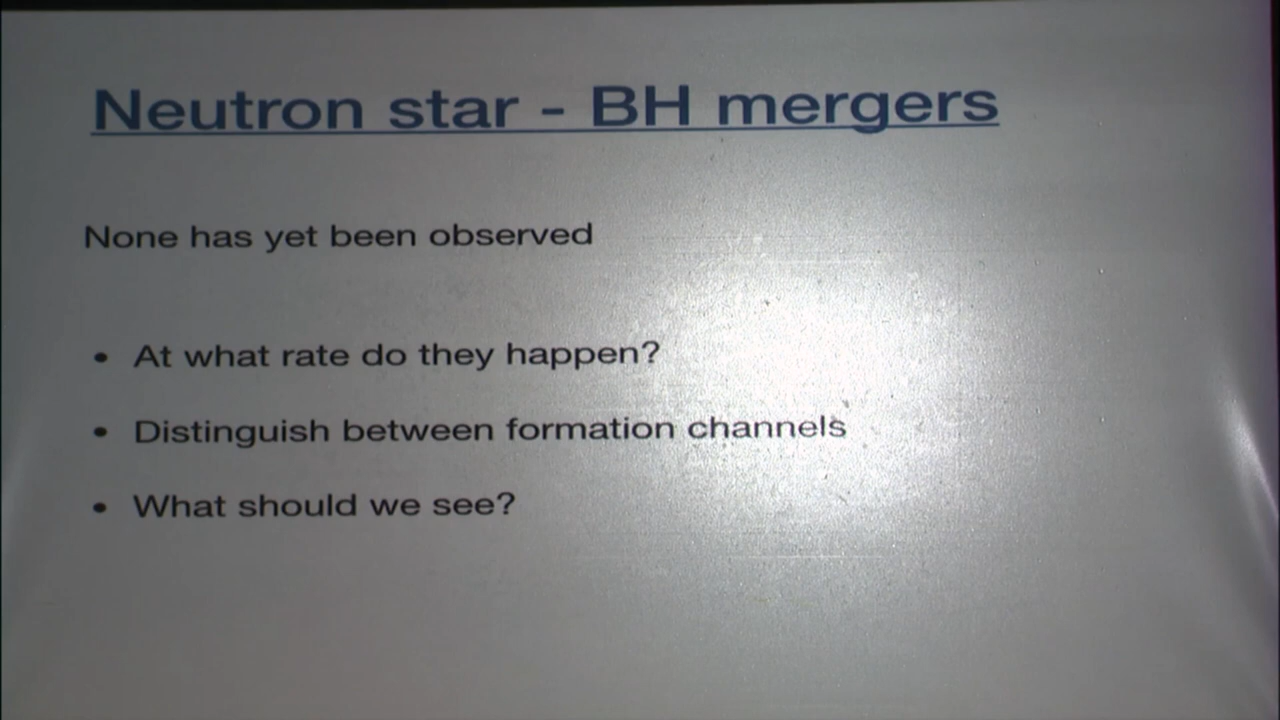 Neutron star - BH mergers
None has yet been observed
• At what rate do they happen?
• Distinguish between formation channels
• What should we see?